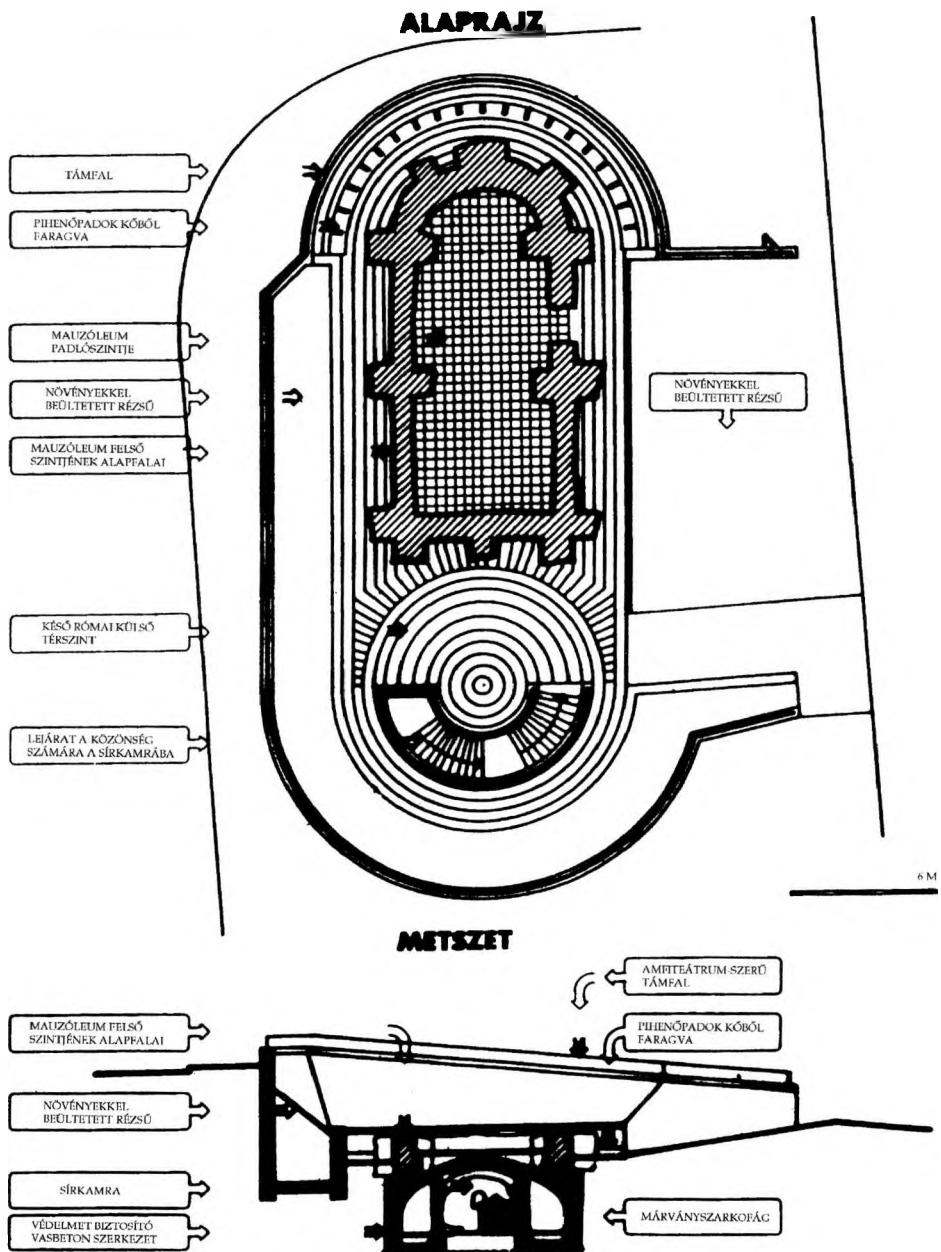 ALAPRAJZ
TÁMFAL
PIHENŐPADOK KŐBŐL
FARAGVA
MAUZÓLEUM
PADLÓSZINTJE
NÖVÉNYEKKEL
BEÜLTETETT RÉZSŰ
MAUZÓLEUM FELSŐ
SZINTJÉNEK ALAPFALAI
KÉSŐ RÓMAI KÜLSŐ
TÉRSZINT
LEJÁRAT A KÖZÖNSÉG
SZÁMÁRA A SÍRKAMRÁBA
NÖVÉNYEKKEL
BEÜLTETETT RÉZSŰ
6 M
METSZET
MAUZÓLEUM FELSŐ
SZINTJÉNEK ALAPFALAI
NÖVÉNYEKKEL
BEÜLTETETT RÉZSŰ
SÍRKAMRA
VÉDELMET BIZTOSÍTÓ
VASBETON SZERKEZET
AMFITEÁTRUM-SZERŰ
TÁMFAL
PIHENŐPADOK KŐBŐL
FARAGVA
MÁRVÁNYSZARKOFÁG